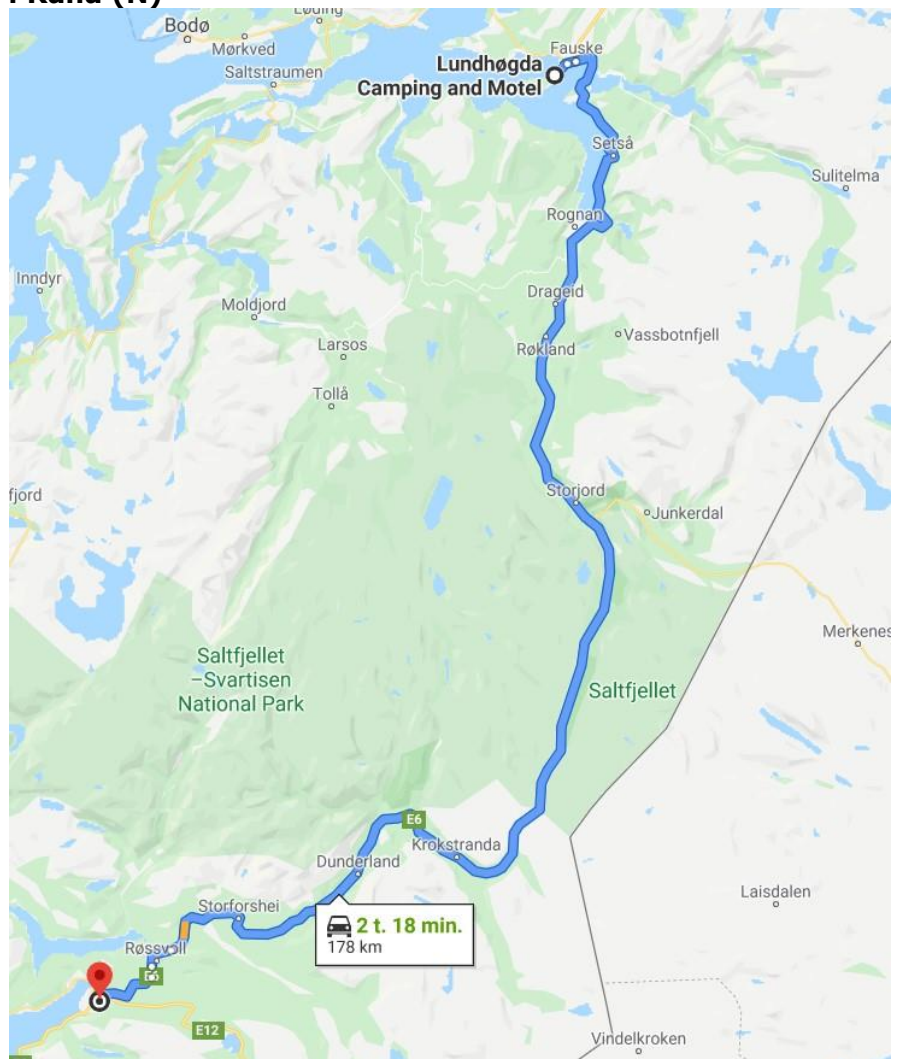 Løding
Bodø
Mørkved
Saltstraumen
Fauske
Lundhøgda
Camping and Motel
Setså
Sulitelma
Rognan
Inndyr
Moldjord
Drageid
Vassbotnfjell
Larsos
Røkland
Tollå
fjord
Storjord
Junkerdal
Merkenes
Saltfjellet
–Svartisen
National Park
Saltfjellet
E6
Krokstranda
Dunderland
Laisdalen
Storforshei
2 t. 18 min.
178 km
Røssvoll
E6
E12
Vindelkroken